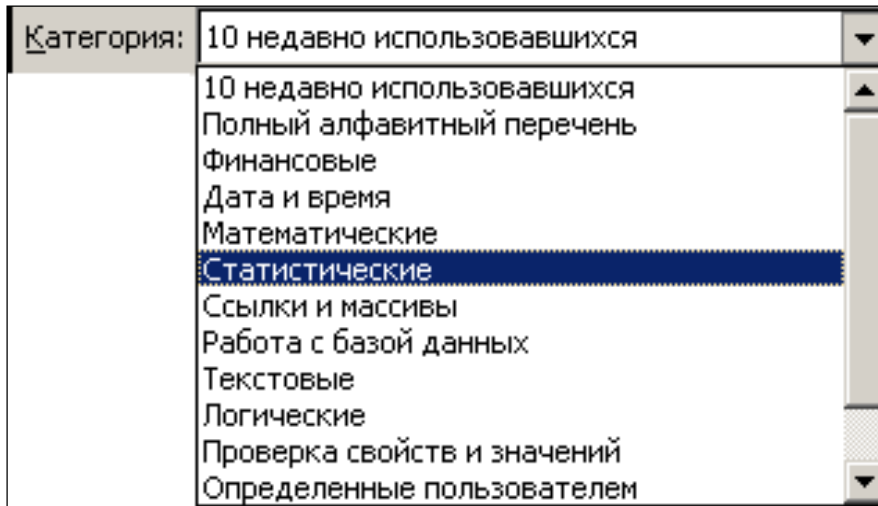 Категория: 10 недавно использовавшихся
10 недавно использовавшихся
Полный алфавитный перечень
Финансовые
Дата и время
Математические
Статистические
Ссылки и массивы
Работа с базой данных
Текстовые
Логические
Проверка свойств и значений
Определенные пользователем